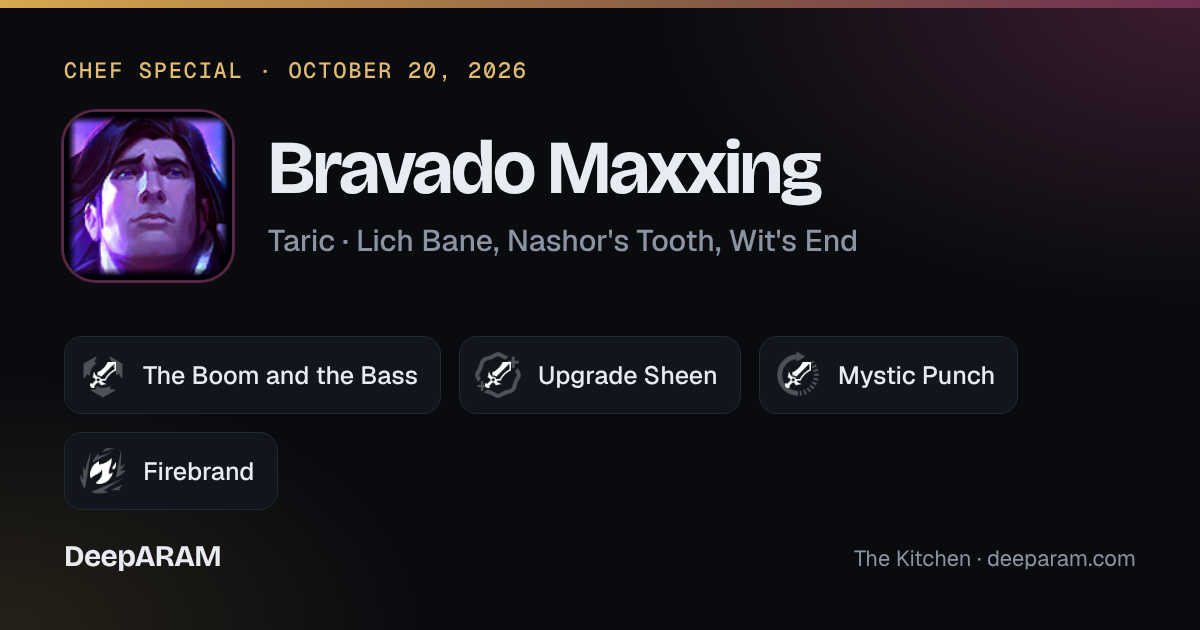 CHEF SPECIAL · OCTOBER 20, 2026
Bravado Maxxing
Taric · Lich Bane, Nashor's Tooth, Wit's End
The Boom and the Bass
Upgrade Sheen
Mystic Punch
Firebrand
DeepARAM
The Kitchen · deeparam.com